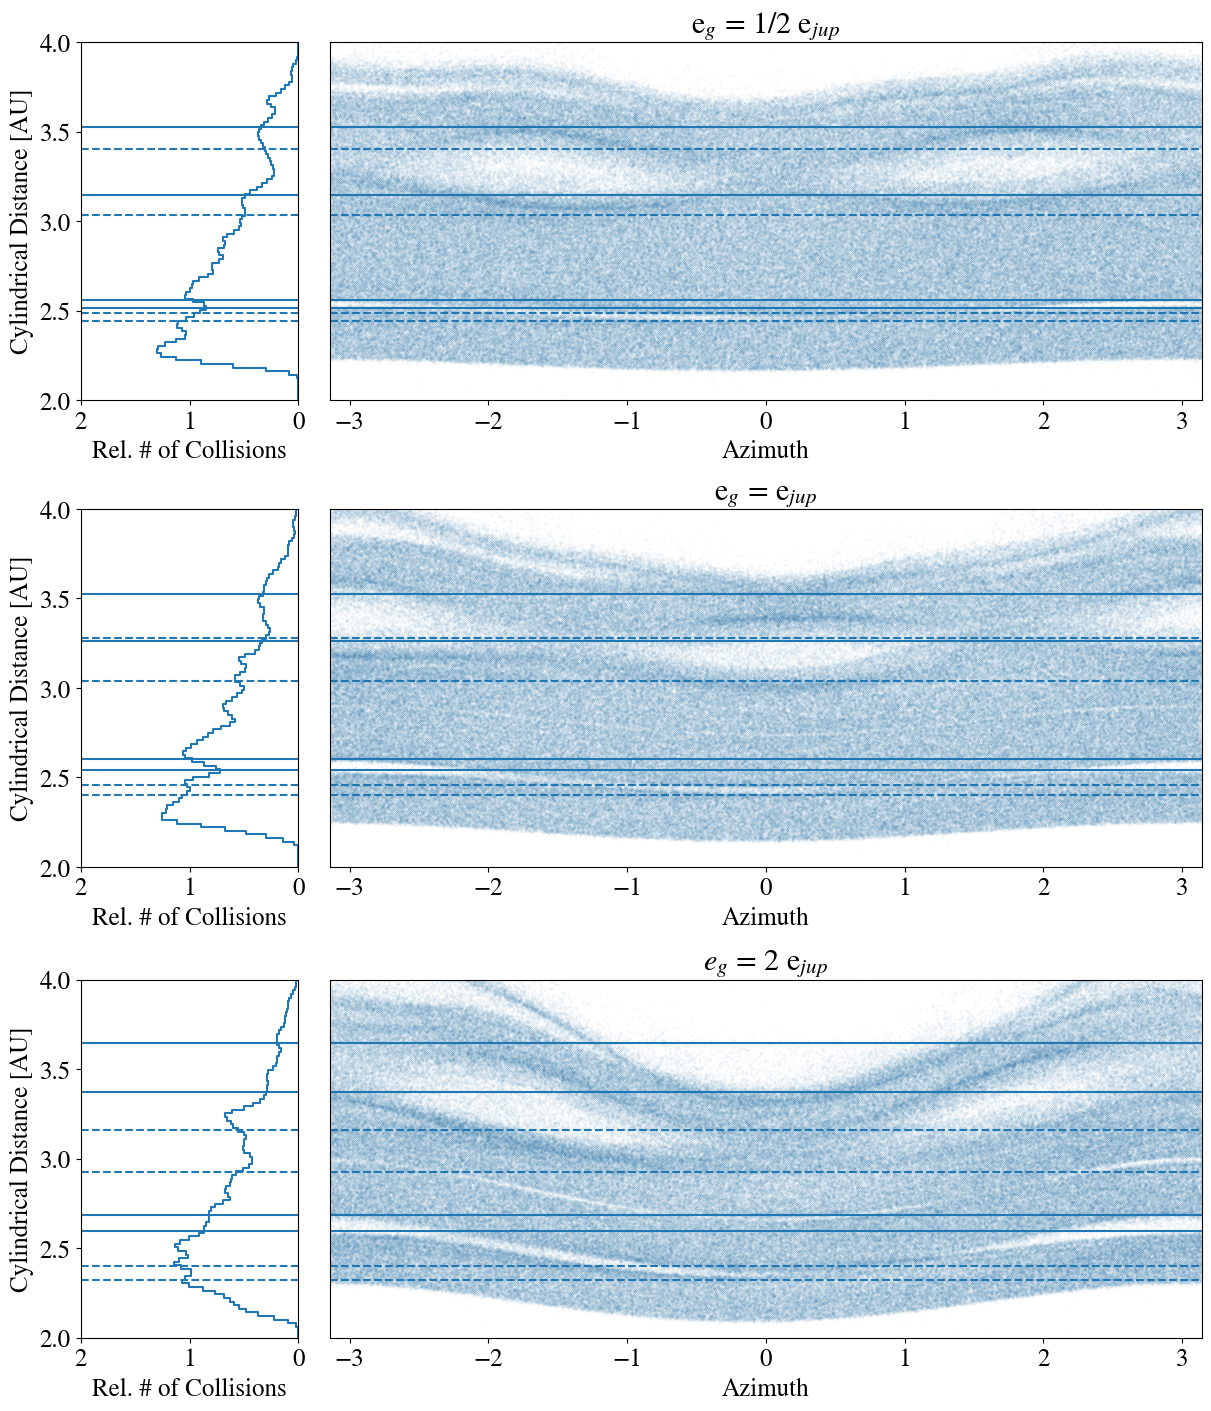 e_g = 1/2 e_jup
Cylindrical Distance [AU]
4.0
3.5
3.0
2.5
2.0
2 1 0
−3 −2 −1 0 1 2 3
Rel. # of Collisions
Azimuth
e_g = e_jup
Cylindrical Distance [AU]
4.0
3.5
3.0
2.5
2.0
2 1 0
−3 −2 −1 0 1 2 3
Rel. # of Collisions
Azimuth
e_g = 2 e_jup
Cylindrical Distance [AU]
4.0
3.5
3.0
2.5
2.0
2 1 0
−3 −2 −1 0 1 2 3
Rel. # of Collisions
Azimuth